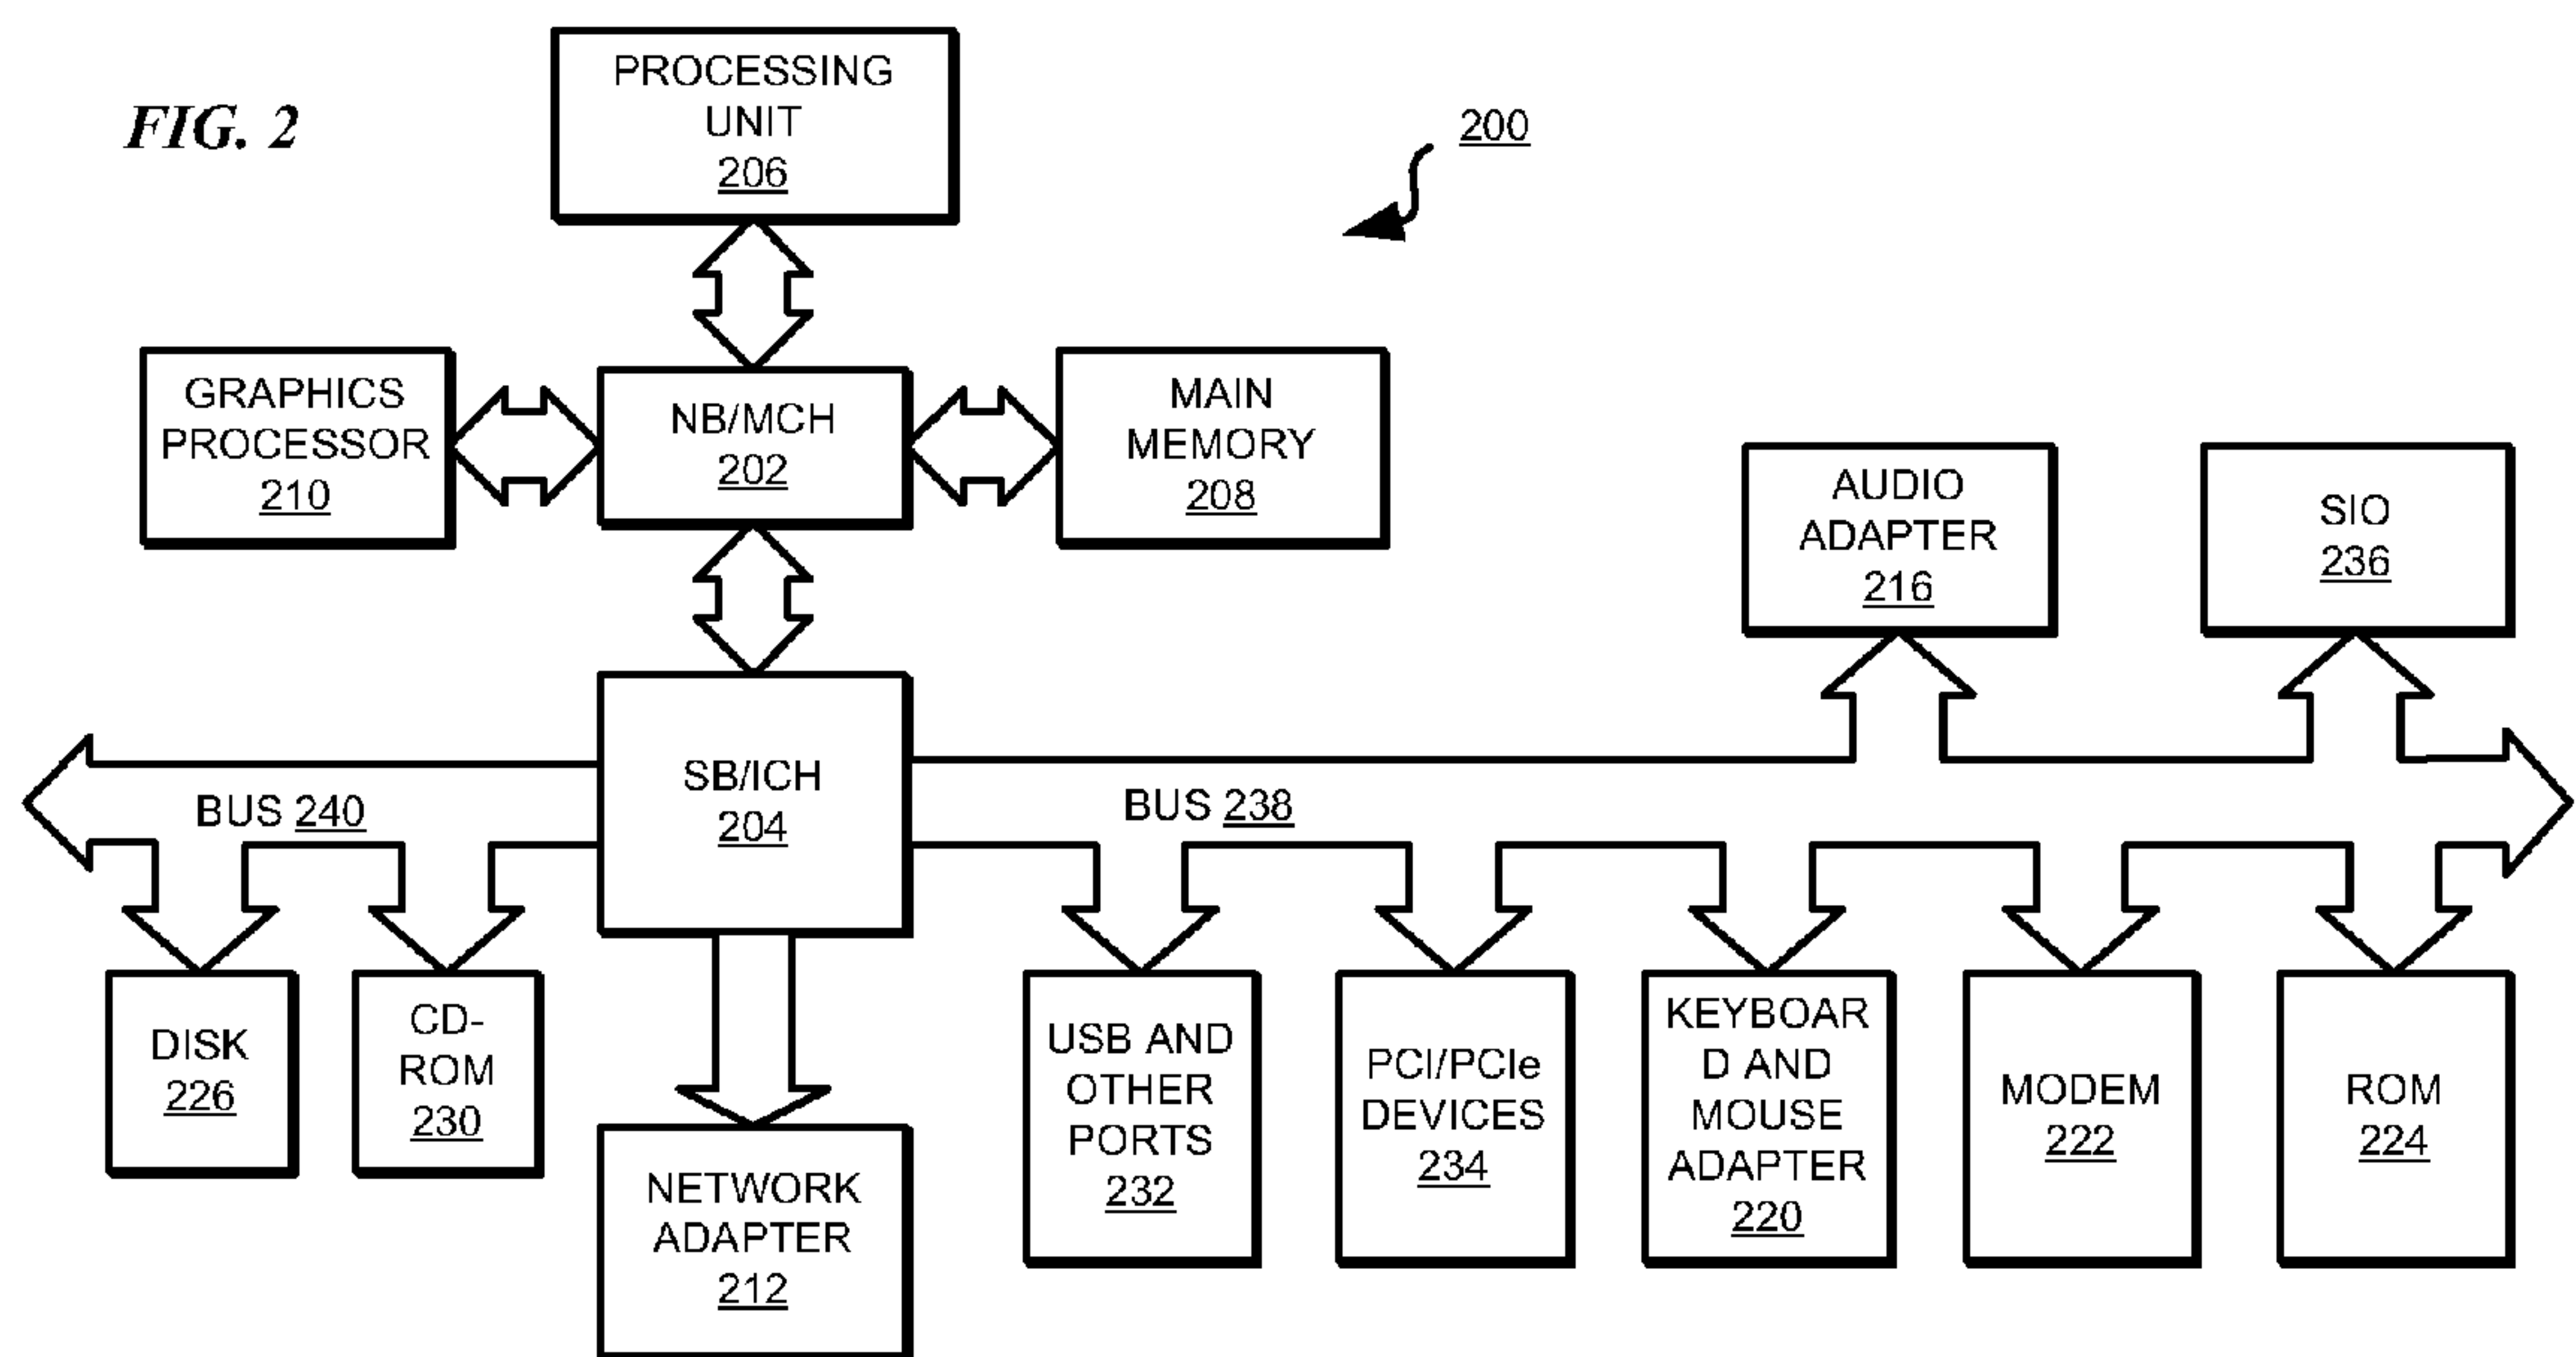 FIG. 2
PROCESSING
UNIT
206
200
GRAPHICS
PROCESSOR
210
NB/MCH
202
MAIN
MEMORY
208
AUDIO
ADAPTER
216
SIO
236
SB/ICH
204
BUS 240
BUS 238
DISK
226
CD-
ROM
230
NETWORK
ADAPTER
212
USB AND
OTHER
PORTS
232
PCI/PCIe
DEVICES
234
KEYBOAR
D AND
MOUSE
ADAPTER
220
MODEM
222
ROM
224